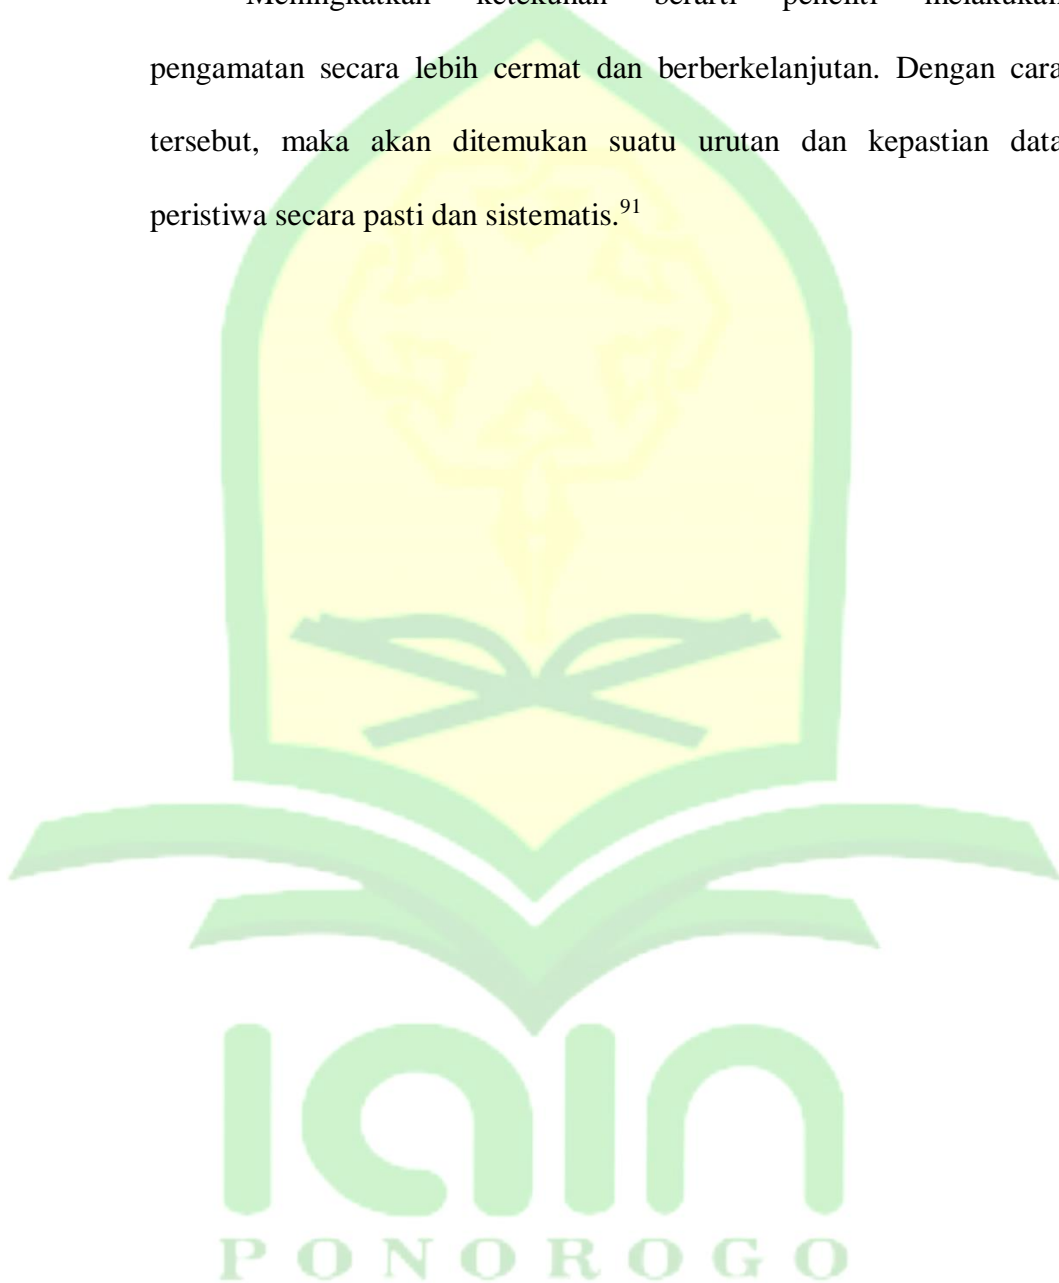 Meningkatkan ketekunan berarti peneliti melakukan
pengamatan secara lebih cermat dan berberkelanjutan. Dengan cara
tersebut, maka akan ditemukan suatu urutan dan kepastian data
peristiwa secara pasti dan sistematis.91
iain
PONOROGO